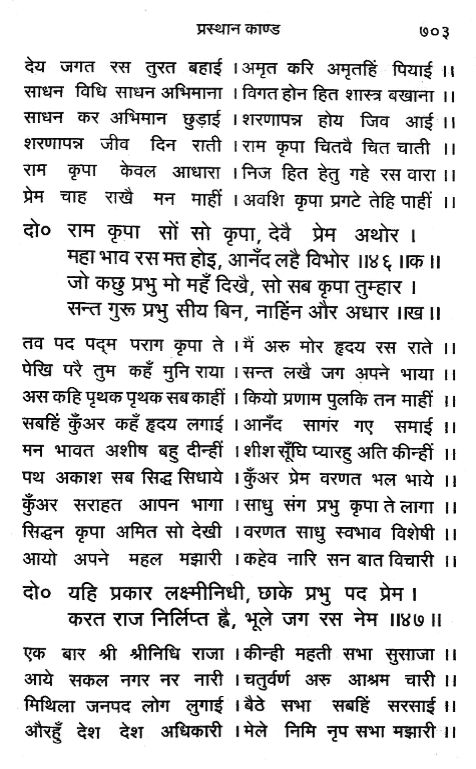 प्रस्थान काण्ड ७०३
देय जगत रस तुरत बहाई । अमृत करि अमृतहिं पियाई ।।
साधन विधि साधन अभिमाना । विगत होन हित शास्त्र बखाना ।।
साधन कर अभिमान छुड़ाई । शरणापन्न होय जिव आई ।।
शरणापन्न जीव दिन राती । राम कृपा चितवै चित चाती ।।
राम कृपा केवल आधारा । निज हित हेतु गहे रस वारा ।।
प्रेम चाह राखै मन माहीं । अवशि कृपा प्रगटे तेहि पाहीं ।।
दो० राम कृपा सों सो कृपा, देवै प्रेम अथोर ।
महा भाव रस मत्त होइ, आनँद लहै विभोर ॥४६॥क॥
जो कछु प्रभु मो महँ दिखै, सो सब कृपा तुम्हार ।
सन्त गुरू प्रभु सीय बिन, नाहिंन और अधार ॥ख॥
तव पद पद्म पराग कृपा ते । मैं अरु मोर हृदय रस राते ।।
पेखि परै तुम कहँ मुनि राया । सन्त लखै जग अपने भाया ।।
अस कहि पृथक पृथक सब काहीं । कियो प्रणाम पुलकि तन माहीं ।।
सबहिं कुँअर कहँ हृदय लगाई । आनँद सागंर गए समाई ।।
मन भावत अशीष बहु दीन्हीं । शीश सूँघि प्यारहु अति कीन्हीं ।।
पथ अकाश सब सिद्ध सिधाये । कुँअर प्रेम वरणत भल भाये ।।
कुँअर सराहत आपन भागा । साधु संग प्रभु कृपा ते लागा ।।
सिद्धन कृपा अमित सो देखी । वरणत साधु स्वभाव विशेषी ।।
आयो अपने महल मझारी । कहेव नारि सन बात विचारी ।।
दो० यहि प्रकार लक्ष्मीनिधी, छाके प्रभु पद प्रेम ।
करत राज निर्लिप्त ह्वै, भूले जग रस नेम ॥४७॥
एक बार श्री श्रीनिधि राजा । कीन्ही महती सभा सुसाजा ।।
आये सकल नगर नर नारी । चतुर्वर्ण अरु आश्रम चारी ।।
मिथिला जनपद लोग लुगाई । बैठे सभा सबहिं सरसाई ।।
औरहुँ देश देश अधिकारी । मेले निमि नृप सभा मझारी ।।